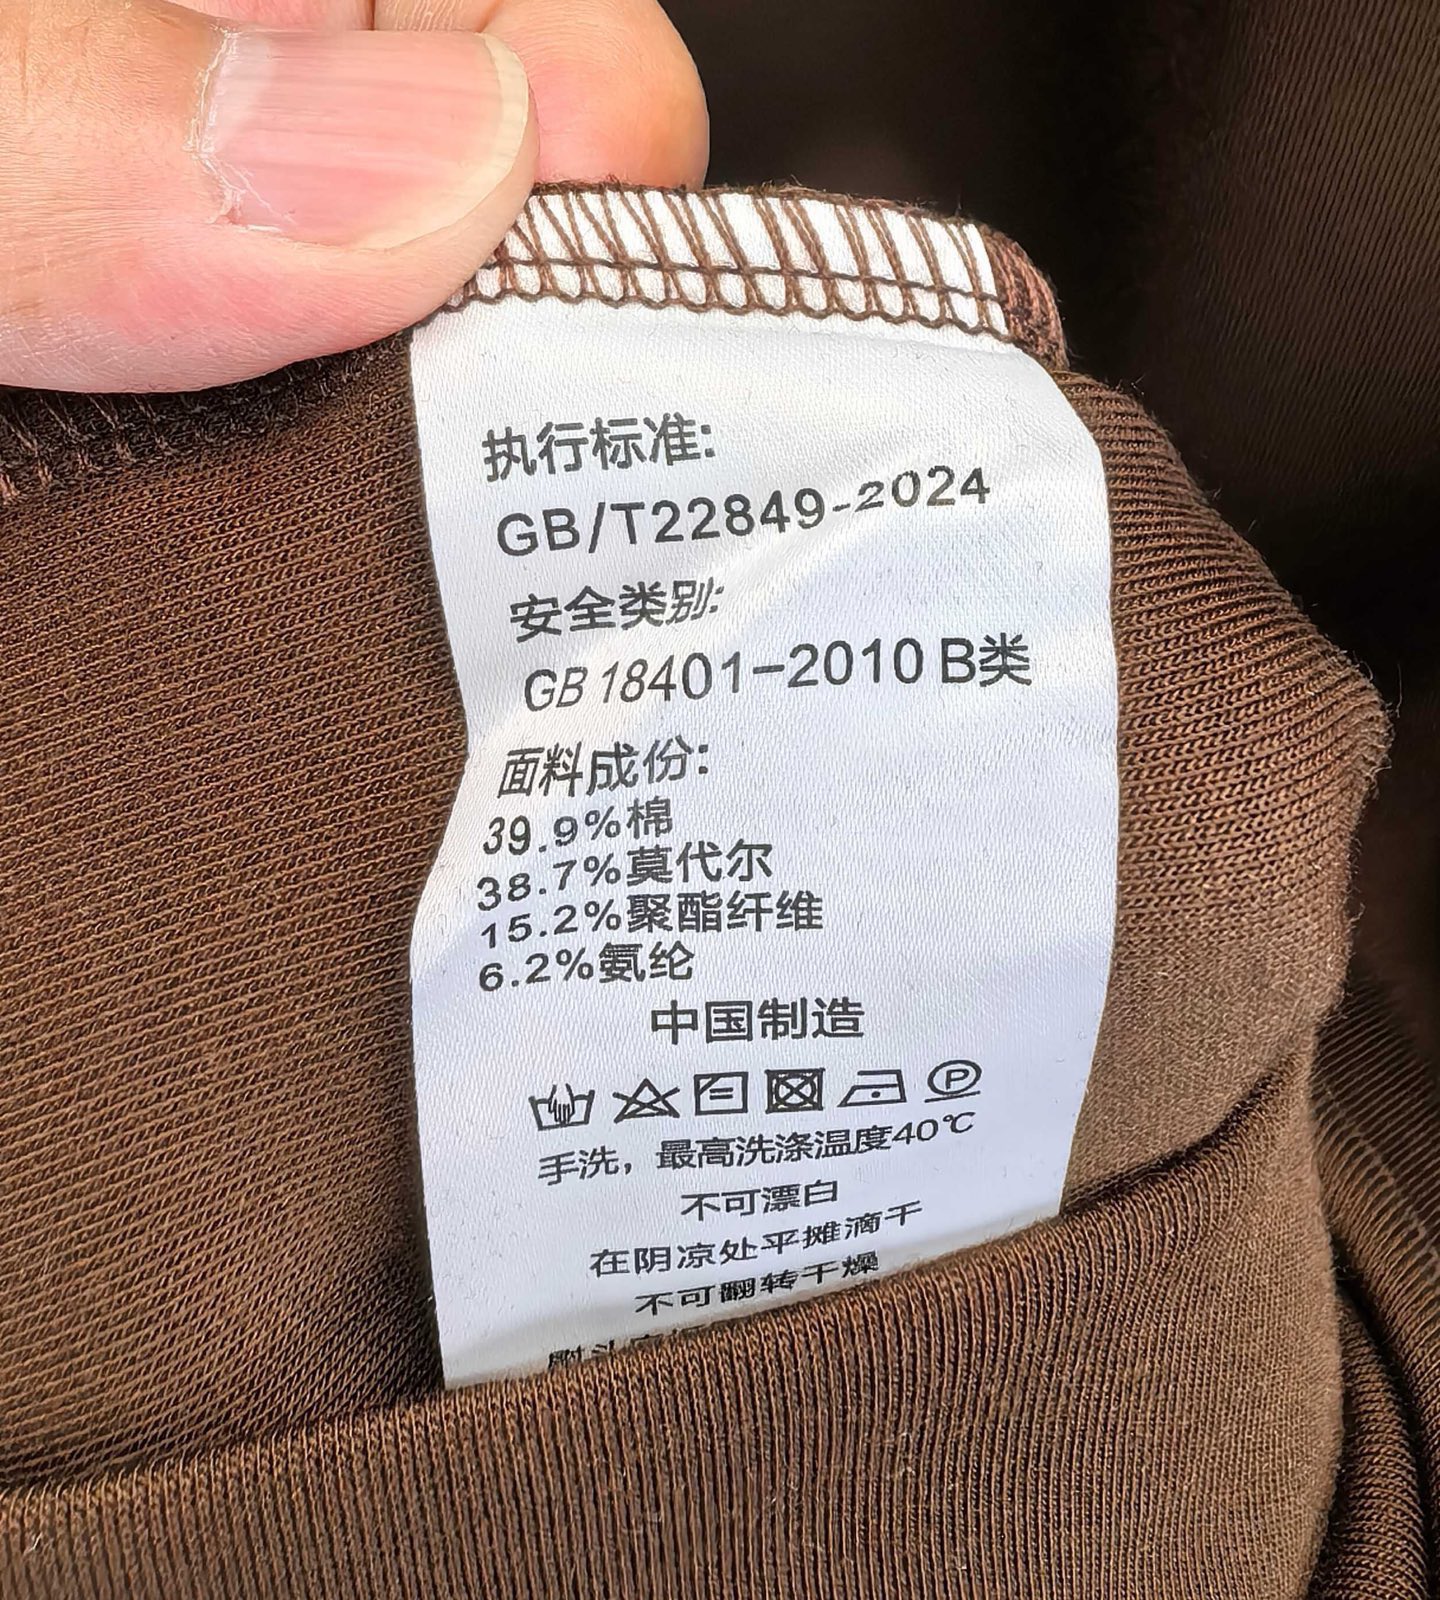 执行标准:
GB/T22849-2024
安全类别:
GB 18401-2010 B类
面料成份:
39.9%棉
38.7%莫代尔
15.2%聚酯纤维
6.2%氨纶
中国制造
P
手洗，最高洗涤温度40℃
不可漂白
在阴凉处平摊滴干
不可翻转干燥